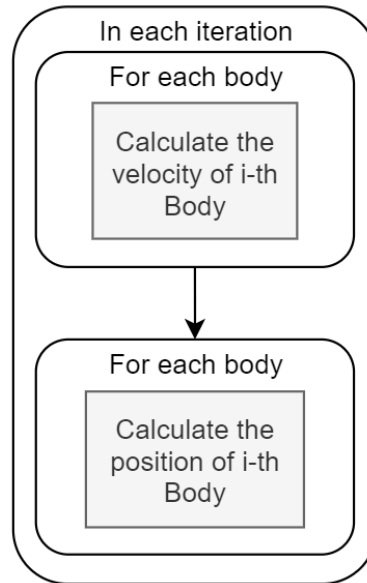 In each iteration
For each body
Calculate the
velocity of i-th
Body
For each body
Calculate the
position of i-th
Body